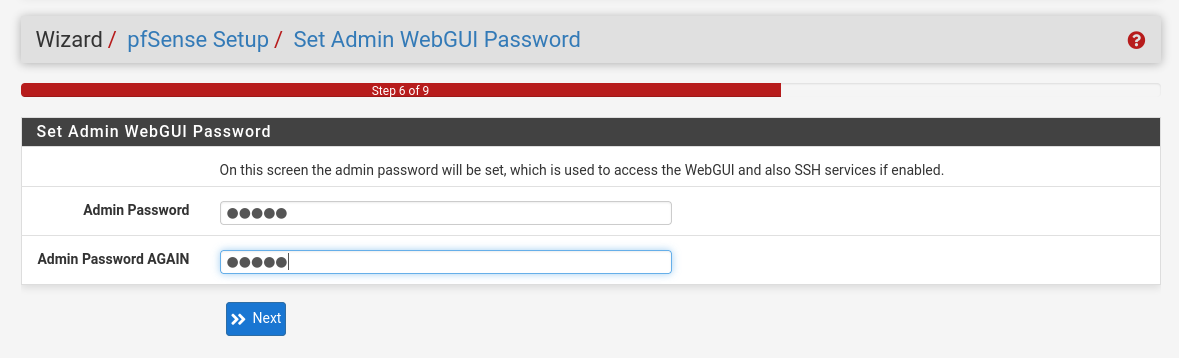 Wizard / pfSense Setup / Set Admin WebGUI Password
Step 6 of 9
Set Admin WebGUI Password
On this screen the admin password will be set, which is used to access the WebGUI and also SSH services if enabled.
Admin Password ●●●●●
Admin Password AGAIN ●●●●●
Next